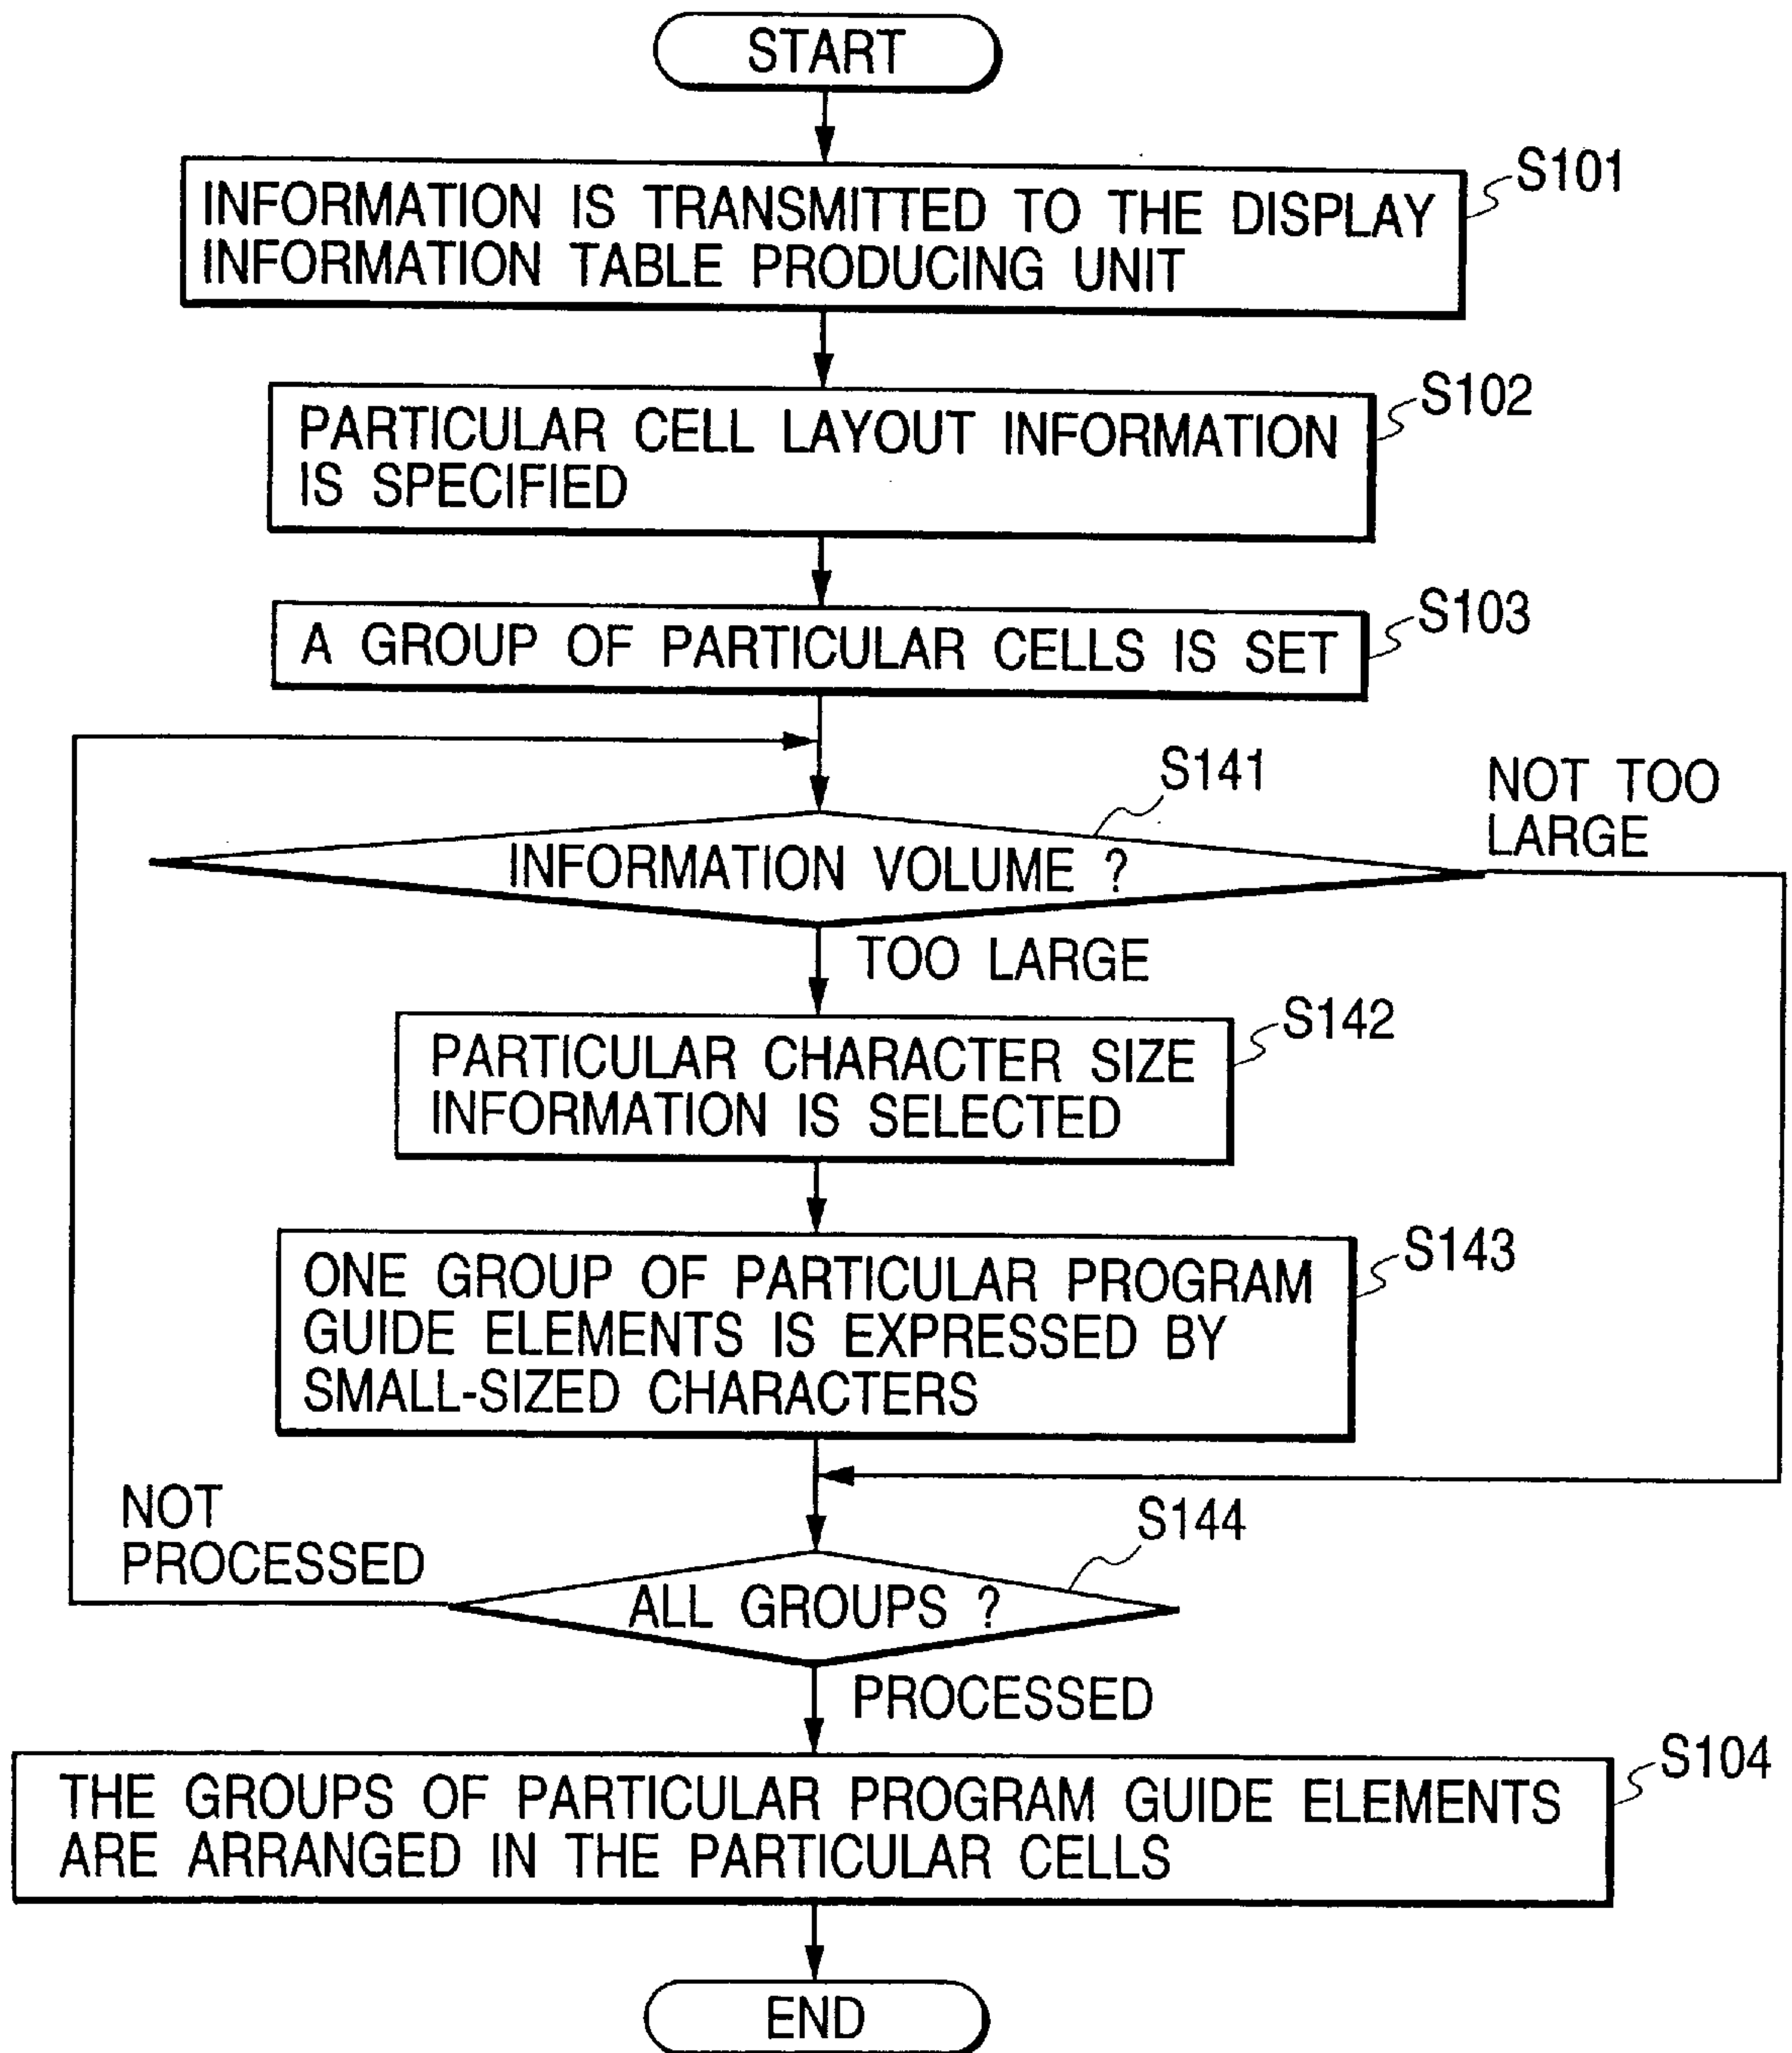 START
S101
INFORMATION IS TRANSMITTED TO THE DISPLAY
INFORMATION TABLE PRODUCING UNIT
S102
PARTICULAR CELL LAYOUT INFORMATION
IS SPECIFIED
S103
A GROUP OF PARTICULAR CELLS IS SET
S141
NOT TOO
LARGE
INFORMATION VOLUME ?
TOO LARGE
S142
PARTICULAR CHARACTER SIZE
INFORMATION IS SELECTED
S143
ONE GROUP OF PARTICULAR PROGRAM
GUIDE ELEMENTS IS EXPRESSED BY
SMALL-SIZED CHARACTERS
NOT
PROCESSED
S144
ALL GROUPS ?
PROCESSED
S104
THE GROUPS OF PARTICULAR PROGRAM GUIDE ELEMENTS
ARE ARRANGED IN THE PARTICULAR CELLS
END